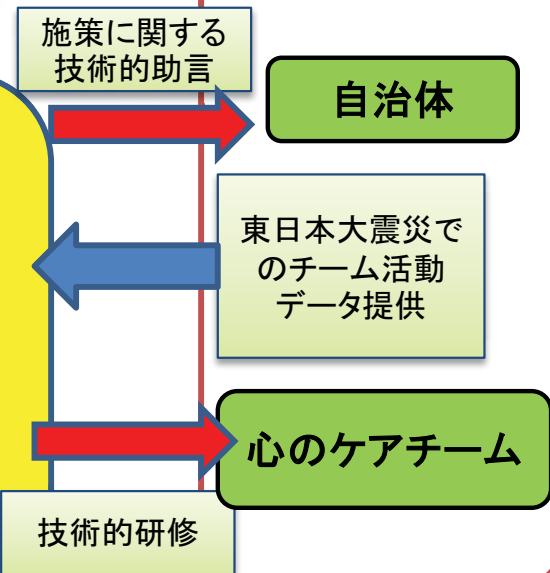 施策に関する
技術的助言
自治体
東日本大震災で
のチーム活動
データ提供
心のケアチーム
技術的研修